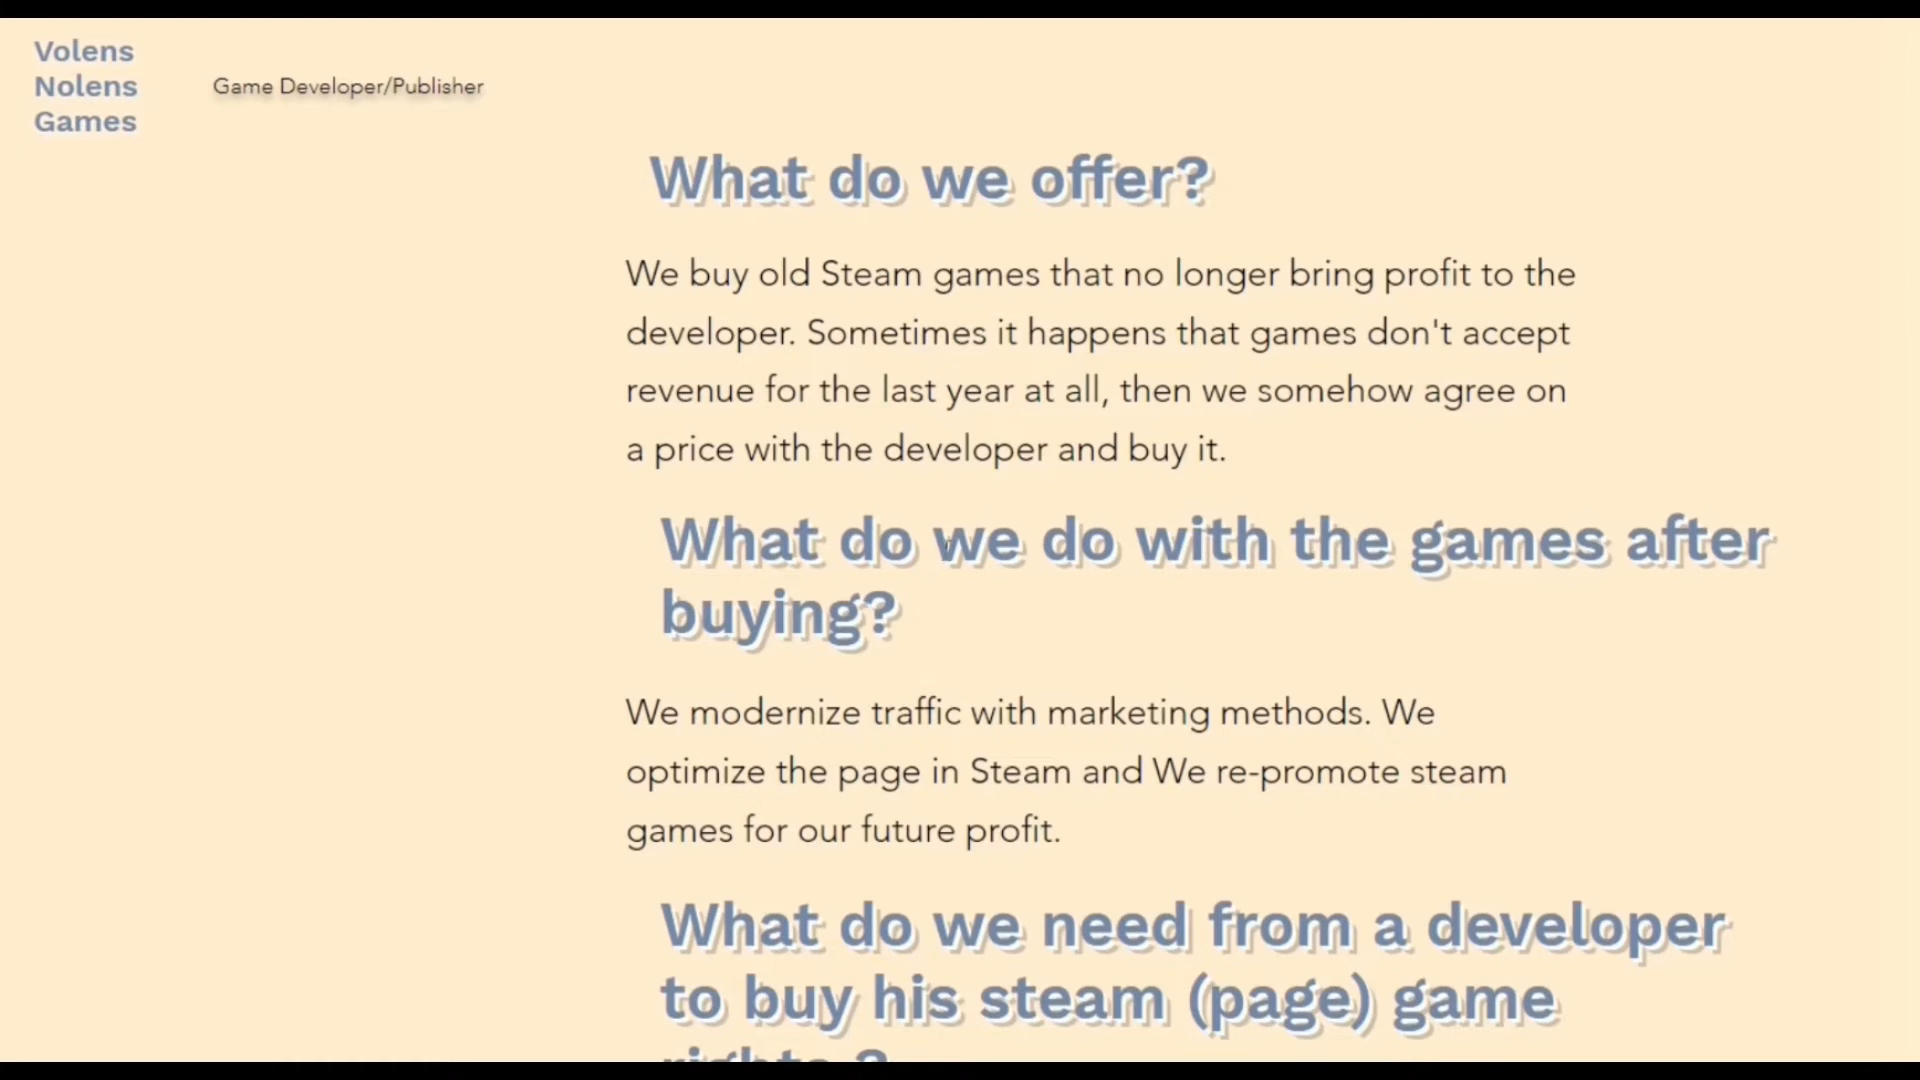 Volens
Nolens
Games
Game Developer/Publisher
What do we offer?
We buy old Steam games that no longer bring profit to the
developer. Sometimes it happens that games don't accept
revenue for the last year at all, then we somehow agree on
a price with the developer and buy it.
What do we do with the games after
buying?
We modernize traffic with marketing methods. We
optimize the page in Steam and We re-promote steam
games for our future profit.
What do we need from a developer
to buy his steam (page) game
rights ?